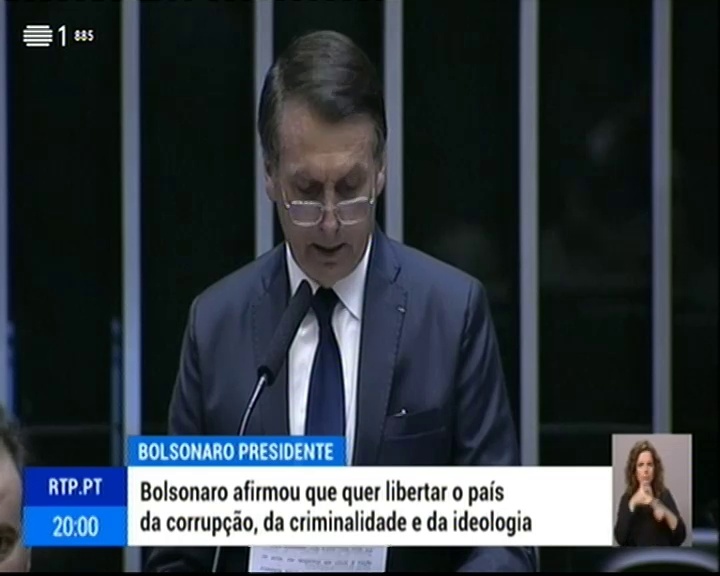 1 885
BOLSONARO PRESIDENTE
RTP.PT
Bolsonaro afirmou que quer libertar o país
da corrupção, da criminalidade e da ideologia
20:00